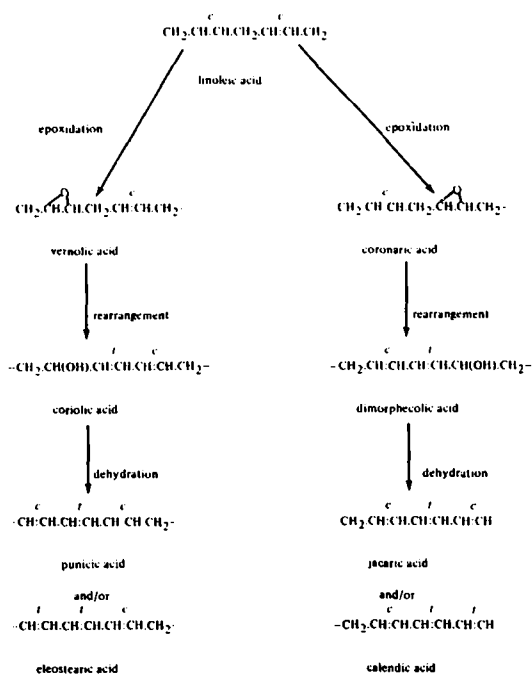 c c
CH₂.CH:CH.CH₂.CH:CH.CH₂
linoleic acid
epoxidation
epoxidation
O c
CH₂.CH.CH.CH₂.CH:CH.CH₂-
c O
CH₂.CH CH.CH₂.CH.CH.CH₂-
vernolic acid
coronaric acid
rearrangement
rearrangement
t c
--CH₂.CH(OH).CH:CH.CH:CH.CH₂-
c t
-CH₂.CH:CH.CH:CH.CH(OH).CH₂-
coriolic acid
dimorphecolic acid
dehydration
dehydration
c t c
-CH:CH.CH:CH.CH CH CH₂-
c t c
CH₂.CH:CH.CH:CH.CH:CH
punicic acid
jacaric acid
and/or
and/or
t t c
-CH:CH.CH:CH.CH:CH.CH₂-
c t t
-CH₂.CH:CH.CH:CH.CH:CH
eleostearic acid
calendic acid